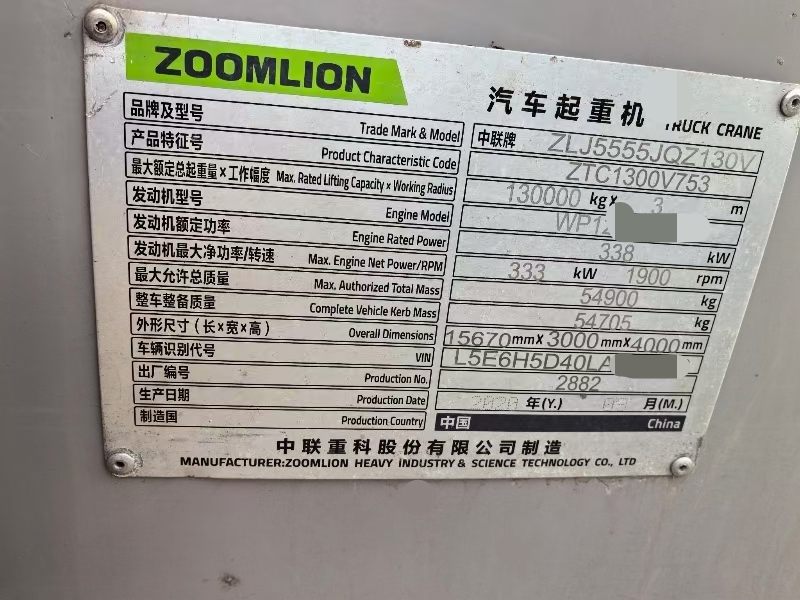 ZOOMLION
汽车起重机 TRUCK CRANE
品牌及型号 Trade Mark & Model 中联牌 ZLJ5555JQZ130V
产品特征号 Product Characteristic Code ZTC1300V753
最大额定总起重量×工作幅度 Max. Rated Lifting Capacity × Working Radius 130000 kg× 3 m
发动机型号 Engine Model WP12
发动机额定功率 Engine Rated Power 338 kW
发动机最大净功率/转速 Max. Engine Net Power/RPM 333 kW 1900 rpm
最大允许总质量 Max. Authorized Total Mass 54900 kg
整车整备质量 Complete Vehicle Kerb Mass 54705 kg
外形尺寸(长×宽×高) Overall Dimensions 15670mm× 3000mm×4000mm
车辆识别代号 VIN L5E6H5D40LA
出厂编号 Production No. 2882
生产日期 Production Date 2020 年(Y.) 月(M.)
制造国 Production Country 中国 China
中联重科股份有限公司制造
MANUFACTURER:ZOOMLION HEAVY INDUSTRY & SCIENCE TECHNOLOGY CO., LTD